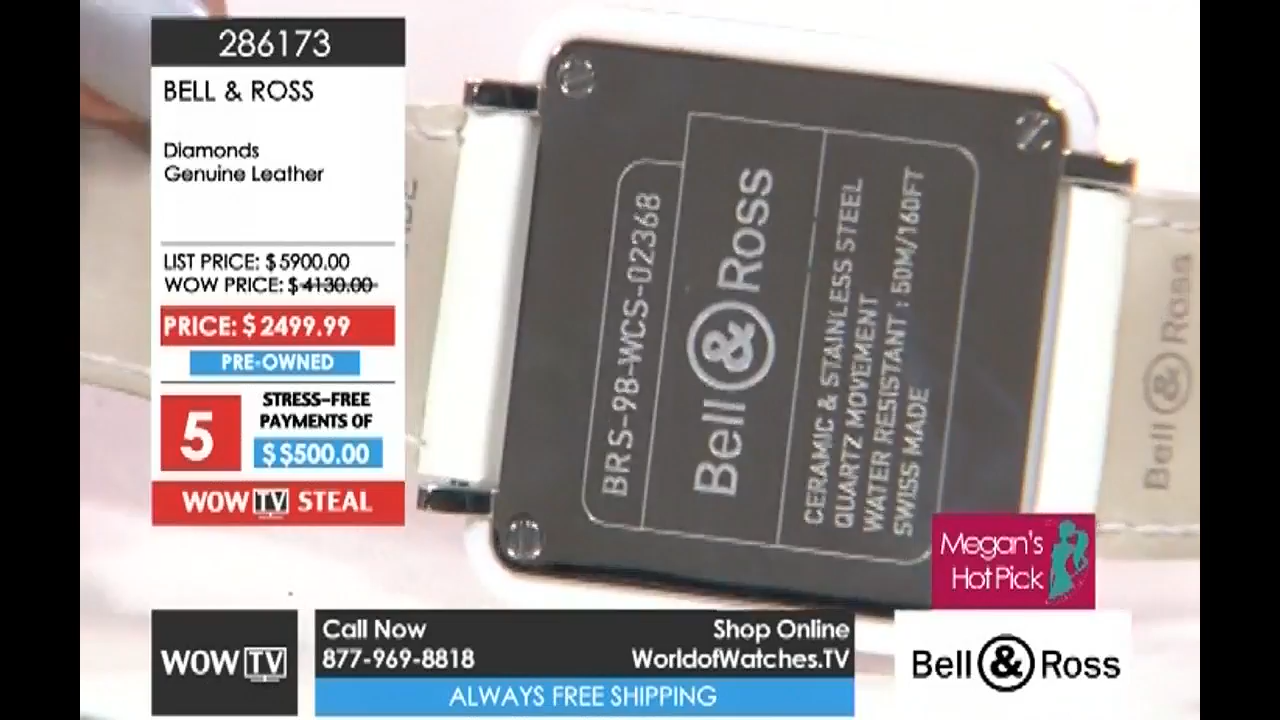 286173
BELL & ROSS
Diamonds
Genuine Leather
LIST PRICE: $5900.00
WOW PRICE: $4130.00
PRICE: $2499.99
PRE-OWNED
5
STRESS-FREE
PAYMENTS OF
$$500.00
WOW TV STEAL
BRS-98-WCS-02368
Bell & Ross
CERAMIC & STAINLESS STEEL
QUARTZ MOVEMENT
WATER RESISTANT : 50M/160FT
SWISS MADE
Bell & Ross
Megan's
Hot Pick
WOW TV
Call Now
877-969-8818
Shop Online
WorldofWatches.TV
ALWAYS FREE SHIPPING
Bell & Ross